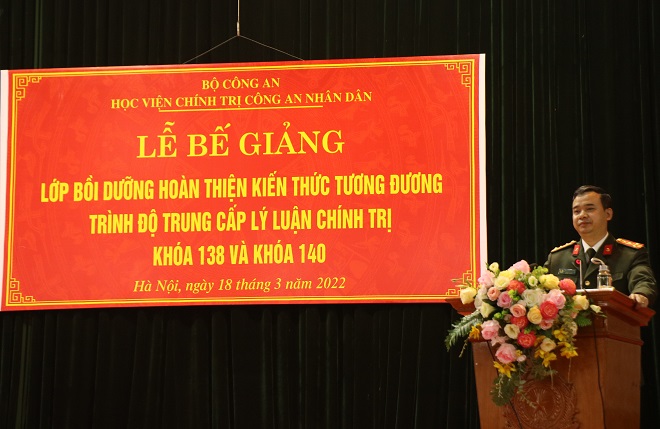 BỘ CÔNG AN
HỌC VIỆN CHÍNH TRỊ CÔNG AN NHÂN DÂN
LỄ BẾ GIẢNG
LỚP BỒI DƯỠNG HOÀN THIỆN KIẾN THỨC TƯƠNG ĐƯƠNG
TRÌNH ĐỘ TRUNG CẤP LÝ LUẬN CHÍNH TRỊ
KHÓA 138 VÀ KHÓA 140
Hà Nội, ngày 18 tháng 3 năm 2022